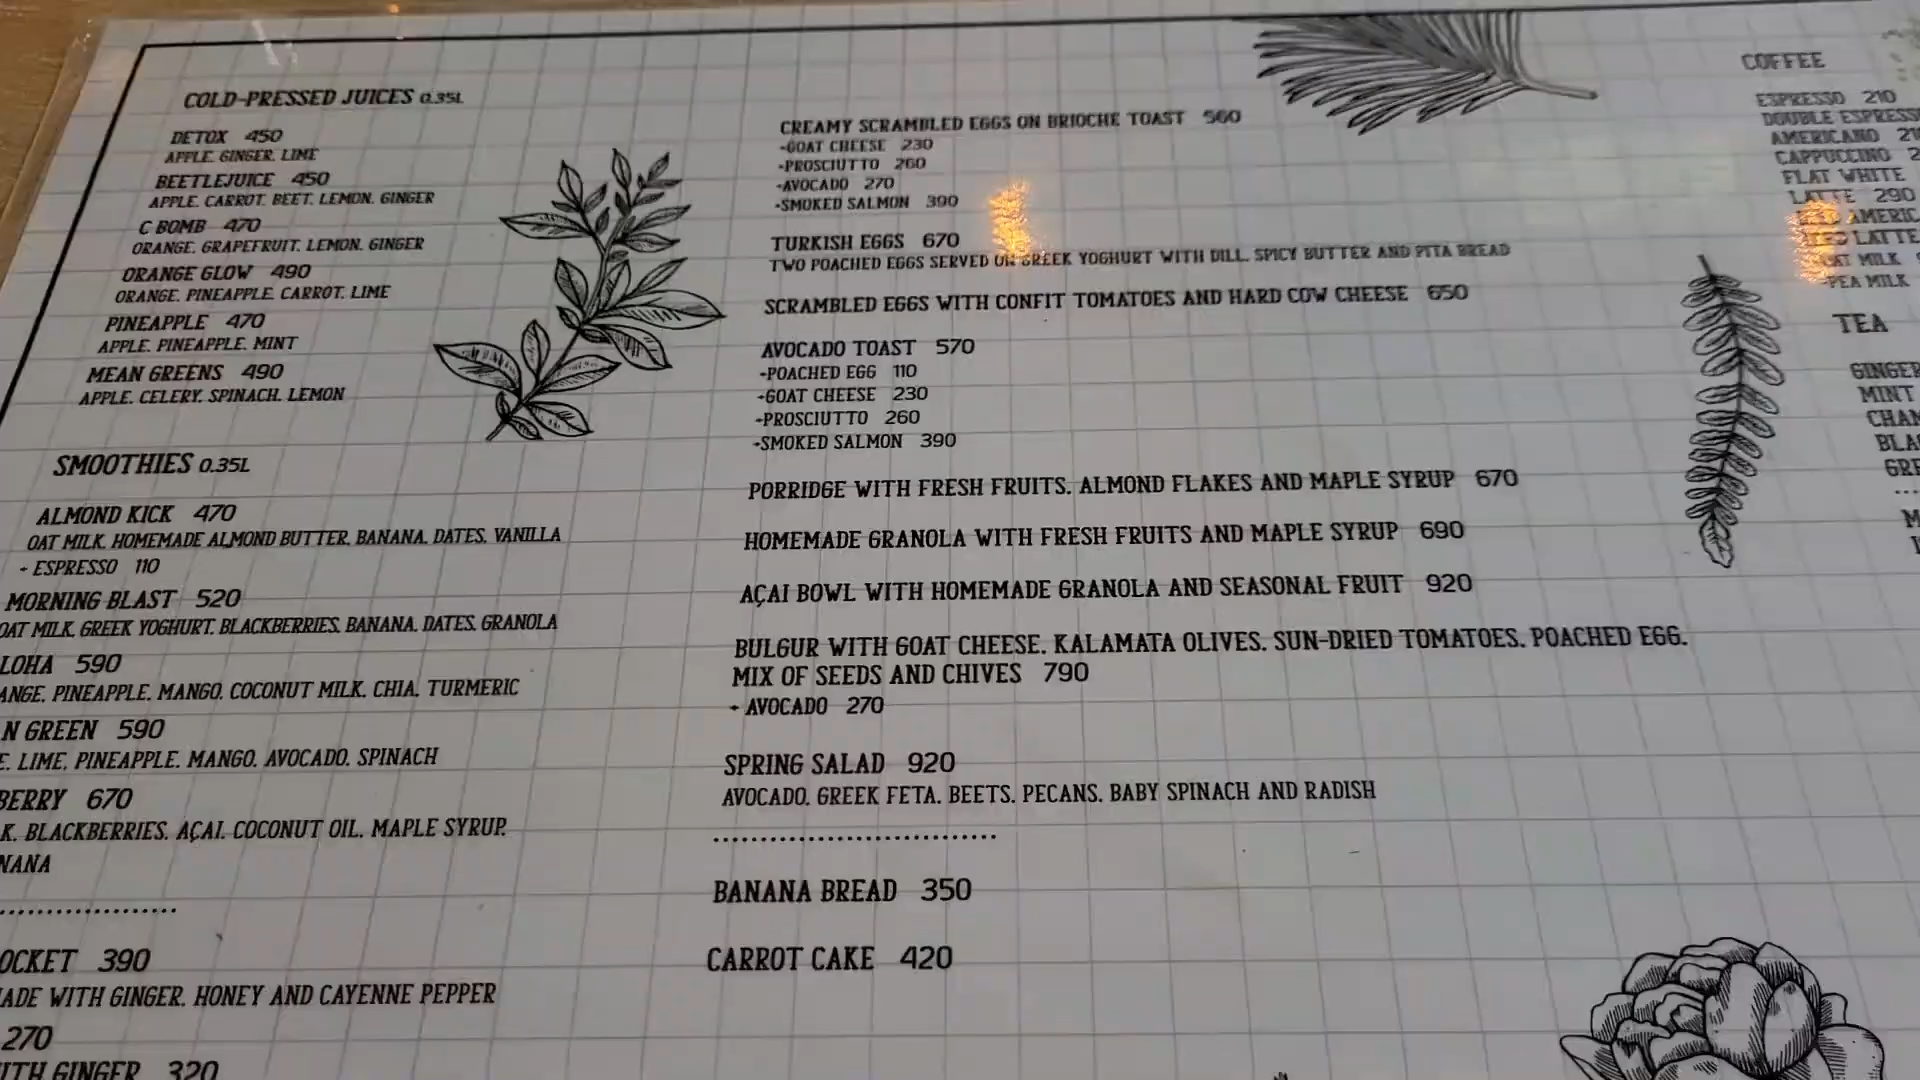 COLD-PRESSED JUICES 0.35L
DETOX 450
APPLE, GINGER, LIME
BEETLEJUICE 450
APPLE, CARROT, BEET, LEMON, GINGER
C BOMB 470
ORANGE, GRAPEFRUIT, LEMON, GINGER
ORANGE GLOW 490
ORANGE, PINEAPPLE, CARROT, LIME
PINEAPPLE 470
APPLE, PINEAPPLE, MINT
MEAN GREENS 490
APPLE, CELERY, SPINACH, LEMON
SMOOTHIES 0.35L
ALMOND KICK 470
OAT MILK, HOMEMADE ALMOND BUTTER, BANANA, DATES, VANILLA
+ ESPRESSO 110
MORNING BLAST 520
OAT MILK, GREEK YOGHURT, BLACKBERRIES, BANANA, DATES, GRANOLA
LOHA 590
ANGE, PINEAPPLE, MANGO, COCONUT MILK, CHIA, TURMERIC
N GREEN 590
E, LIME, PINEAPPLE, MANGO, AVOCADO, SPINACH
BERRY 670
K, BLACKBERRIES, AÇAI, COCONUT OIL, MAPLE SYRUP,
NANA
...................
OCKET 390
ADE WITH GINGER, HONEY AND CAYENNE PEPPER
270
ITH GINGER 320
CREAMY SCRAMBLED EGGS ON BRIOCHE TOAST 560
+GOAT CHEESE 230
+PROSCIUTTO 260
+AVOCADO 270
+SMOKED SALMON 390
TURKISH EGGS 670
TWO POACHED EGGS SERVED ON GREEK YOGHURT WITH DILL, SPICY BUTTER AND PITA BREAD
SCRAMBLED EGGS WITH CONFIT TOMATOES AND HARD COW CHEESE 650
AVOCADO TOAST 570
+POACHED EGG 110
+GOAT CHEESE 230
+PROSCIUTTO 260
+SMOKED SALMON 390
PORRIDGE WITH FRESH FRUITS, ALMOND FLAKES AND MAPLE SYRUP 670
HOMEMADE GRANOLA WITH FRESH FRUITS AND MAPLE SYRUP 690
AÇAI BOWL WITH HOMEMADE GRANOLA AND SEASONAL FRUIT 920
BULGUR WITH GOAT CHEESE, KALAMATA OLIVES, SUN-DRIED TOMATOES, POACHED EGG,
MIX OF SEEDS AND CHIVES 790
+ AVOCADO 270
SPRING SALAD 920
AVOCADO, GREEK FETA, BEETS, PECANS, BABY SPINACH AND RADISH
..............................
BANANA BREAD 350
CARROT CAKE 420
COFFEE
ESPRESSO 210
DOUBLE ESPRESS
AMERICANO 21
CAPPUCCINO 2
FLAT WHITE
LATTE 290
AMERIC
LATTE
MILK
+PEA MILK
TEA
GINGER
MINT
CHAM
BLA
GRE